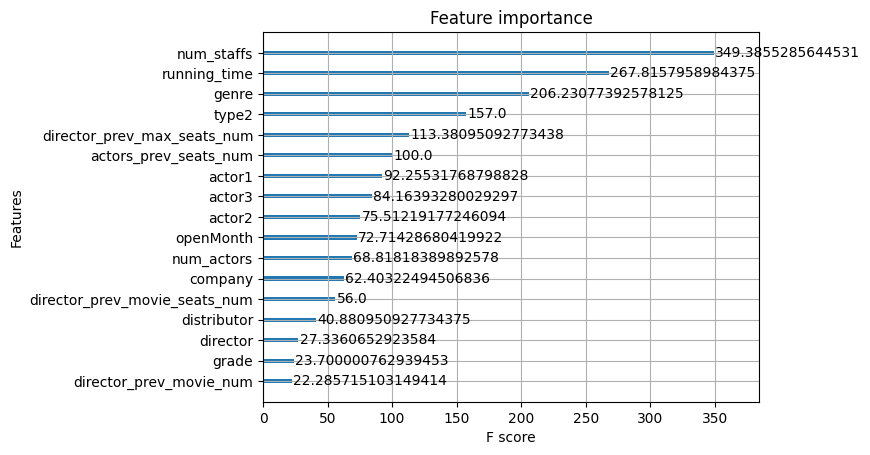 Feature importance
num_staffs 349.3855285644531
running_time 267.8157958984375
genre 206.23077392578125
type2 157.0
director_prev_max_seats_num 113.38095092773438
actors_prev_seats_num 100.0
actor1 92.25531768798828
actor3 84.16393280029297
actor2 75.51219177246094
openMonth 72.71428680419922
num_actors 68.81818389892578
company 62.40322494506836
director_prev_movie_seats_num 56.0
distributor 40.880950927734375
director 27.3360652923584
grade 23.700000762939453
director_prev_movie_num 22.285715103149414
Features
0 50 100 150 200 250 300 350
F score